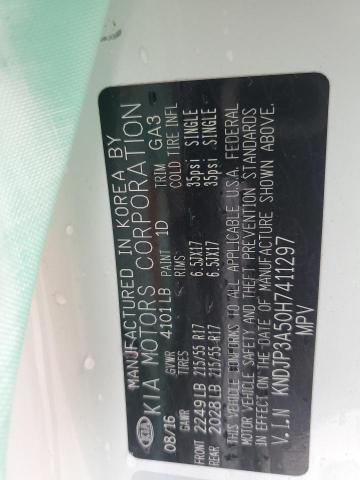 MANUFACTURED IN KOREA BY
KIA KIA MOTORS CORPORATION
08/16 GVWR 4101LB PAINT 1D TRIM GA3
GAWR TIRES RIMS COLD TIRE INFL
FRONT 2249LB 215/55 R17 6.5JX17 35psi SINGLE
REAR 2028LB 215/55 R17 6.5JX17 35psi SINGLE
THIS VEHICLE CONFORMS TO ALL APPLICABLE U.S.A. FEDERAL
MOTOR VEHICLE SAFETY AND THEFT PREVENTION STANDARDS
IN EFFECT ON THE DATE OF MANUFACTURE SHOWN ABOVE.
V.I.N KNDJP3A50H7411297
MPV